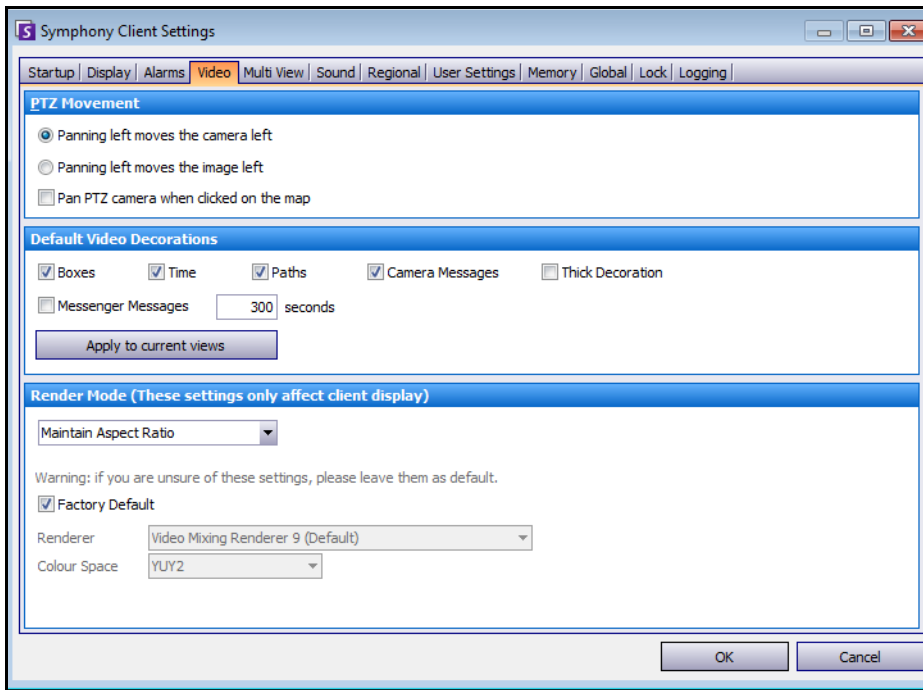 Symphony Client Settings
Startup Display Alarms Video Multi View Sound Regional User Settings Memory Global Lock Logging
PTZ Movement
Panning left moves the camera left
Panning left moves the image left
Pan PTZ camera when clicked on the map
Default Video Decorations
Boxes Time Paths Camera Messages Thick Decoration
Messenger Messages 300 seconds
Apply to current views
Render Mode (These settings only affect client display)
Maintain Aspect Ratio
Warning: if you are unsure of these settings, please leave them as default.
Factory Default
Renderer Video Mixing Renderer 9 (Default)
Colour Space YUY2
OK Cancel